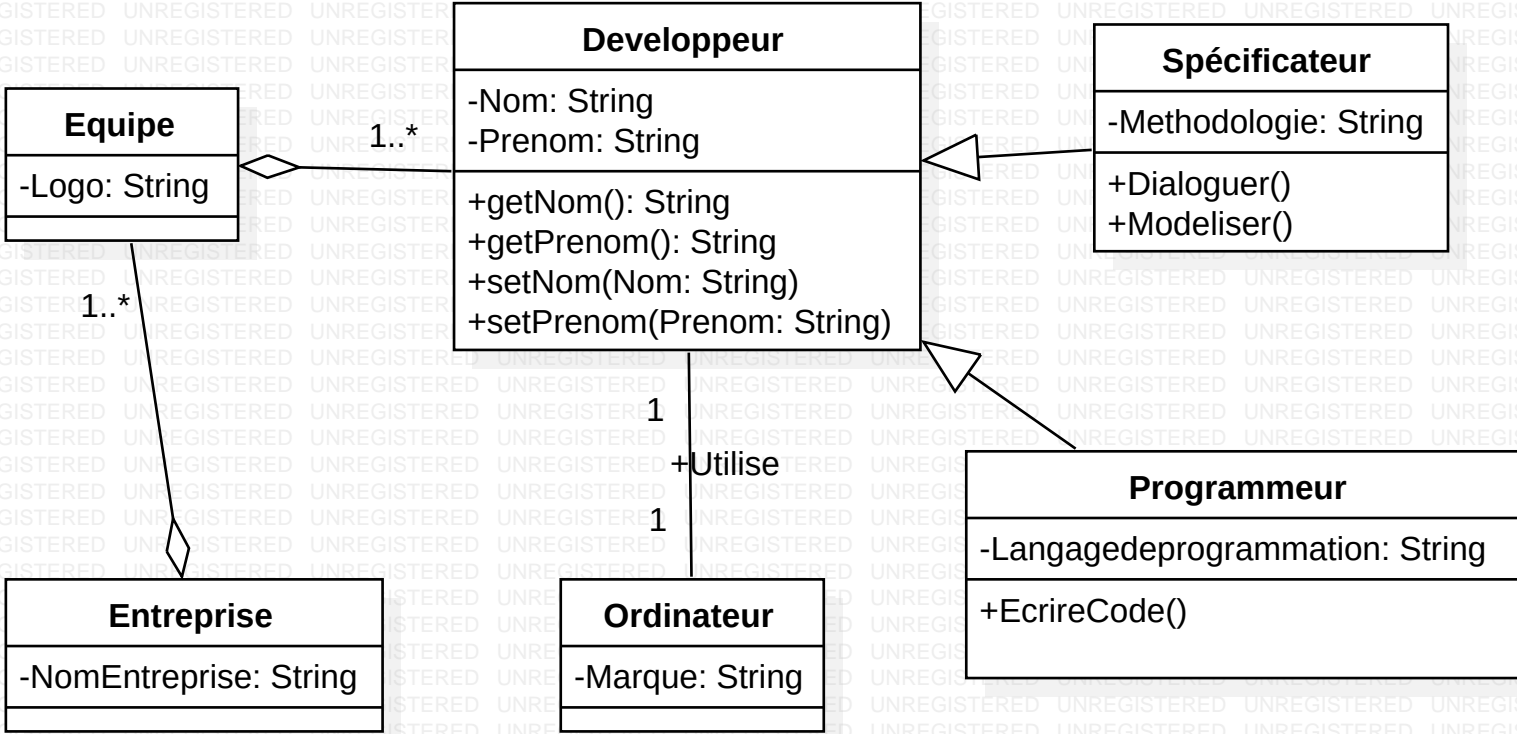 Developpeur
-Nom: String
-Prenom: String
+getNom(): String
+getPrenom(): String
+setNom(Nom: String)
+setPrenom(Prenom: String)
Spécificateur
-Methodologie: String
+Dialoguer()
+Modeliser()
Equipe
-Logo: String
1..*
1..*
1
+Utilise
1
Programmeur
-Langagedeprogrammation: String
+EcrireCode()
Entreprise
-NomEntreprise: String
Ordinateur
-Marque: String
UNREGISTERED